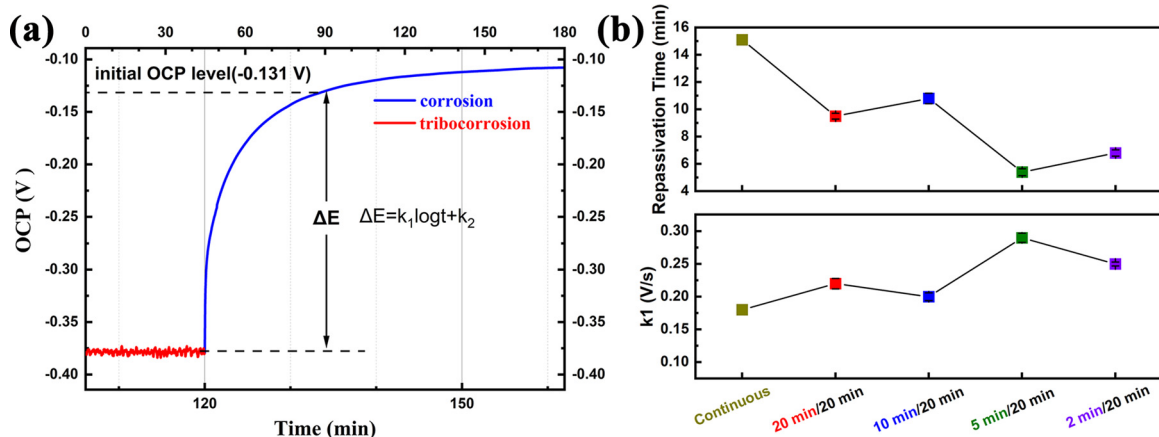 (a)
0 30 60 90 120 150 180
-0.10 -0.10
initial OCP level(-0.131 V)
-0.15 -0.15
corrosion
tribocorrosion
-0.20 -0.20
-0.25 -0.25
ΔE ΔE=k₁logt+k₂
-0.30 -0.30
-0.35 -0.35
-0.40 -0.40
OCP (V )
120 150
Time (min)
(b)
Repassivation Time (min)
16
14
12
10
8
6
4
k1 (V/s)
0.30
0.25
0.20
0.15
0.10
Continuous
20 min/20 min
10 min/20 min
5 min/20 min
2 min/20 min